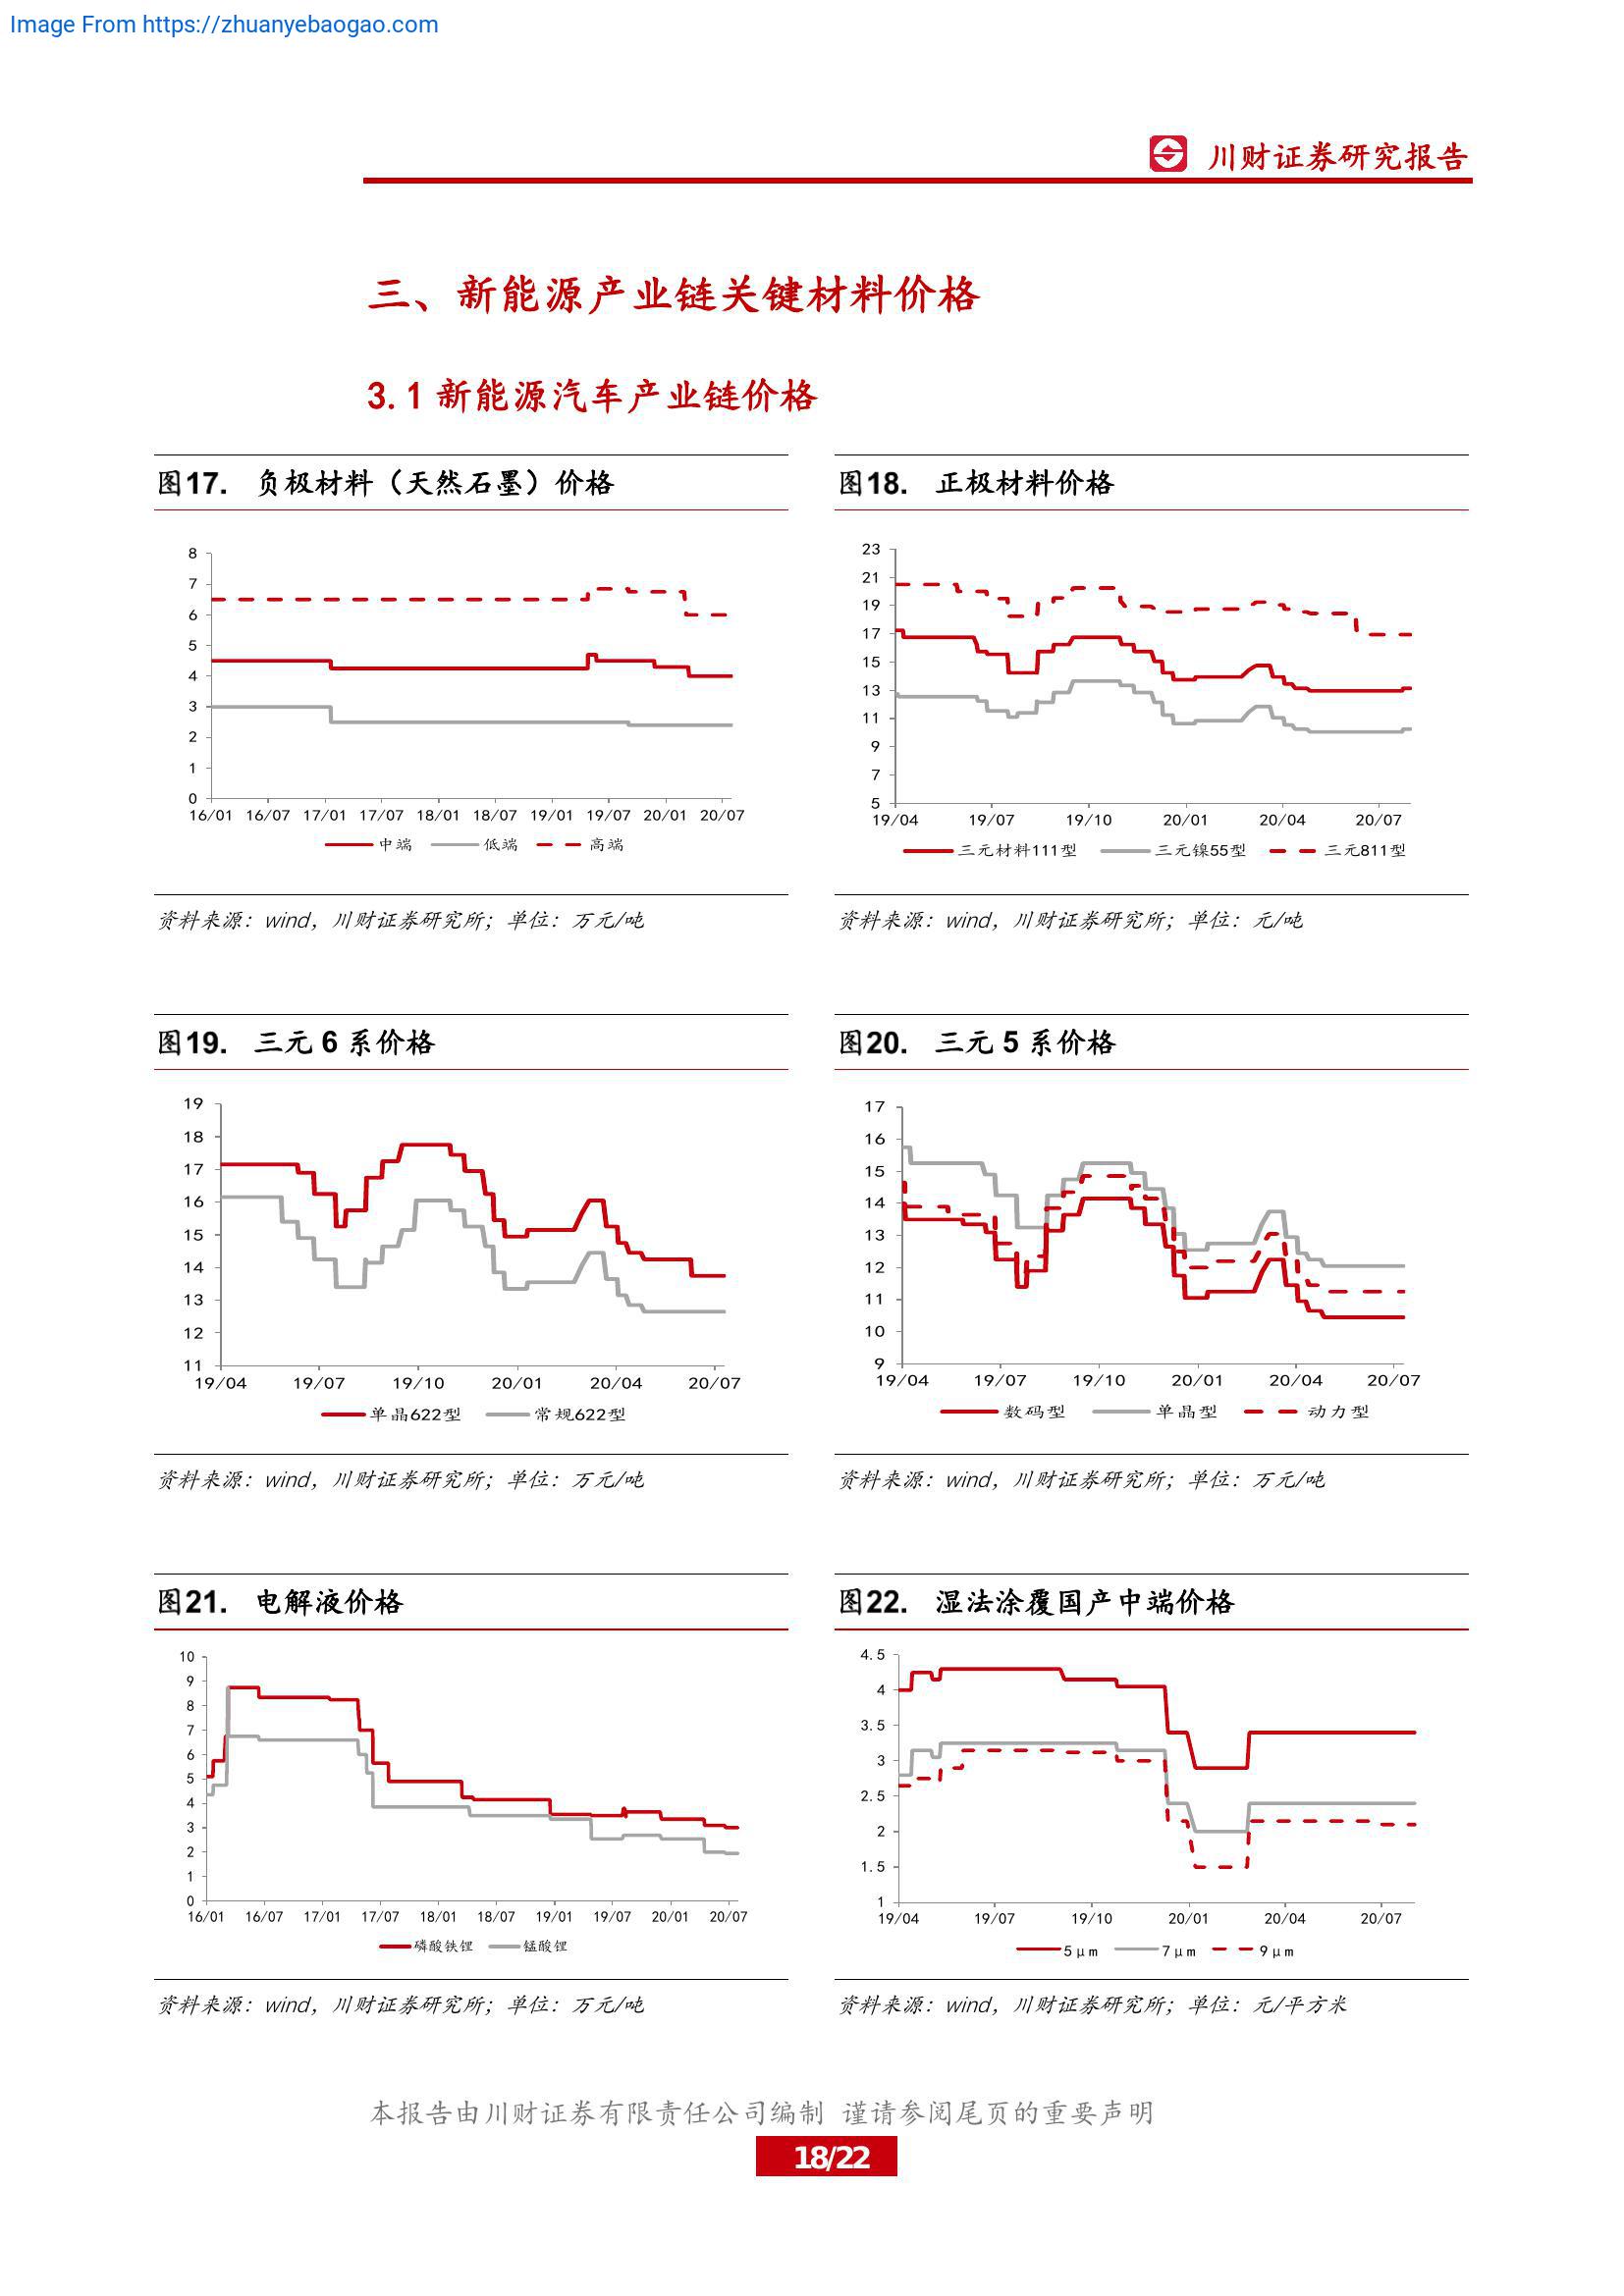 Image From https://zhuanyebaogao.com
川财证券研究报告
三、新能源产业链关键材料价格
3.1 新能源汽车产业链价格
图17. 负极材料（天然石墨）价格
8
7
6
5
4
3
2
1
0
16/01 16/07 17/01 17/07 18/01 18/07 19/01 19/07 20/01 20/07
中端 低端 高端
资料来源：wind，川财证券研究所；单位：万元/吨
图18. 正极材料价格
23
21
19
17
15
13
11
9
7
5
19/04 19/07 19/10 20/01 20/04 20/07
三元材料111型 三元镍55型 三元811型
资料来源：wind，川财证券研究所；单位：元/吨
图19. 三元 6 系价格
19
18
17
16
15
14
13
12
11
19/04 19/07 19/10 20/01 20/04 20/07
单晶622型 常规622型
资料来源：wind，川财证券研究所；单位：万元/吨
图20. 三元 5 系价格
17
16
15
14
13
12
11
10
9
19/04 19/07 19/10 20/01 20/04 20/07
数码型 单晶型 动力型
资料来源：wind，川财证券研究所；单位：万元/吨
图21. 电解液价格
10
9
8
7
6
5
4
3
2
1
0
16/01 16/07 17/01 17/07 18/01 18/07 19/01 19/07 20/01 20/07
磷酸铁锂 锰酸锂
资料来源：wind，川财证券研究所；单位：万元/吨
图22. 湿法涂覆国产中端价格
4.5
4
3.5
3
2.5
2
1.5
1
19/04 19/07 19/10 20/01 20/04 20/07
5μm 7μm 9μm
资料来源：wind，川财证券研究所；单位：元/平方米
本报告由川财证券有限责任公司编制 谨请参阅尾页的重要声明
18/22